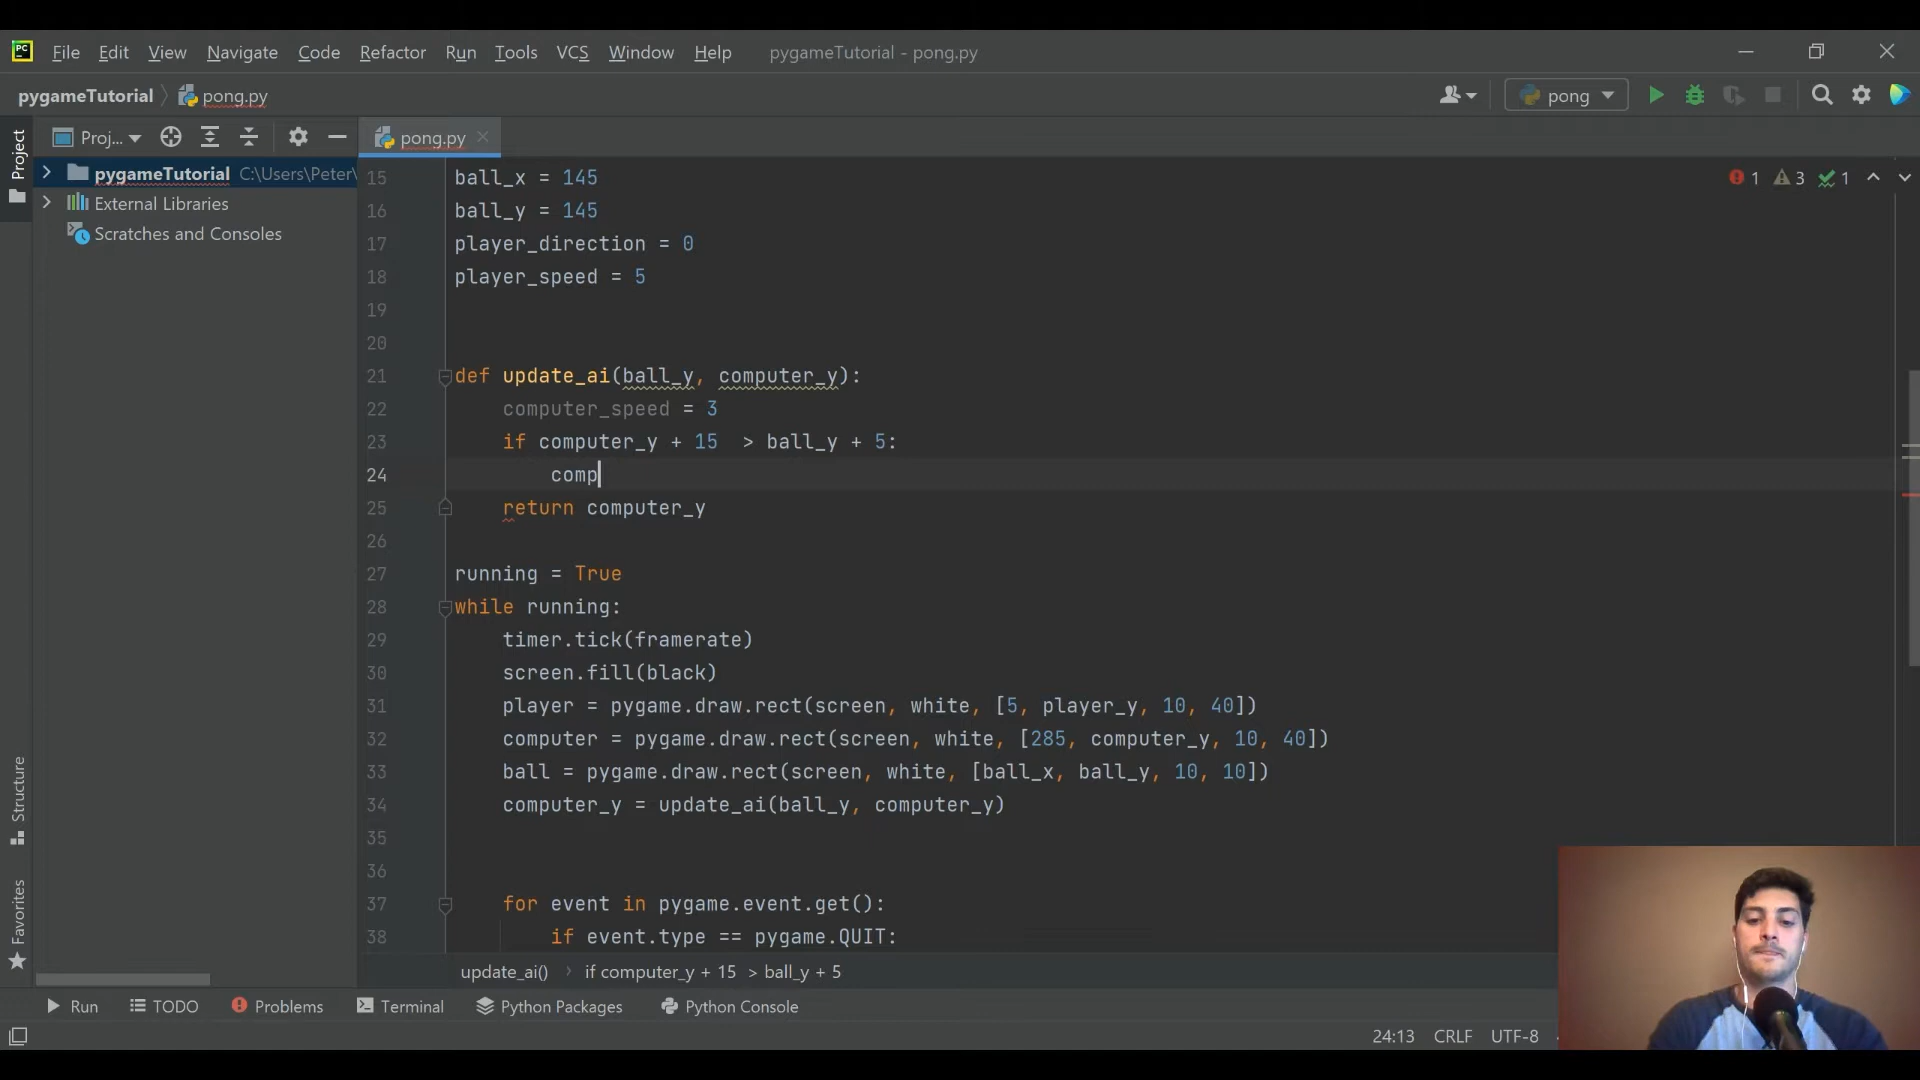 PC File Edit View Navigate Code Refactor Run Tools VCS Window Help pygameTutorial - pong.py
pygameTutorial pong.py pong
Project
Proj... pong.py
pygameTutorial C:\Users\Peter\
External Libraries
Scratches and Consoles
1 3 1
15 ball_x = 145
16 ball_y = 145
17 player_direction = 0
18 player_speed = 5
19
20
21 def update_ai(ball_y, computer_y):
22 computer_speed = 3
23 if computer_y + 15  > ball_y + 5:
24 comp
25 return computer_y
26
27 running = True
28 while running:
29 timer.tick(framerate)
30 screen.fill(black)
31 player = pygame.draw.rect(screen, white, [5, player_y, 10, 40])
32 computer = pygame.draw.rect(screen, white, [285, computer_y, 10, 40])
33 ball = pygame.draw.rect(screen, white, [ball_x, ball_y, 10, 10])
34 computer_y = update_ai(ball_y, computer_y)
35
36
37 for event in pygame.event.get():
38 if event.type == pygame.QUIT:
Structure
Favorites
update_ai() if computer_y + 15  > ball_y + 5
Run TODO Problems Terminal Python Packages Python Console
24:13 CRLF UTF-8